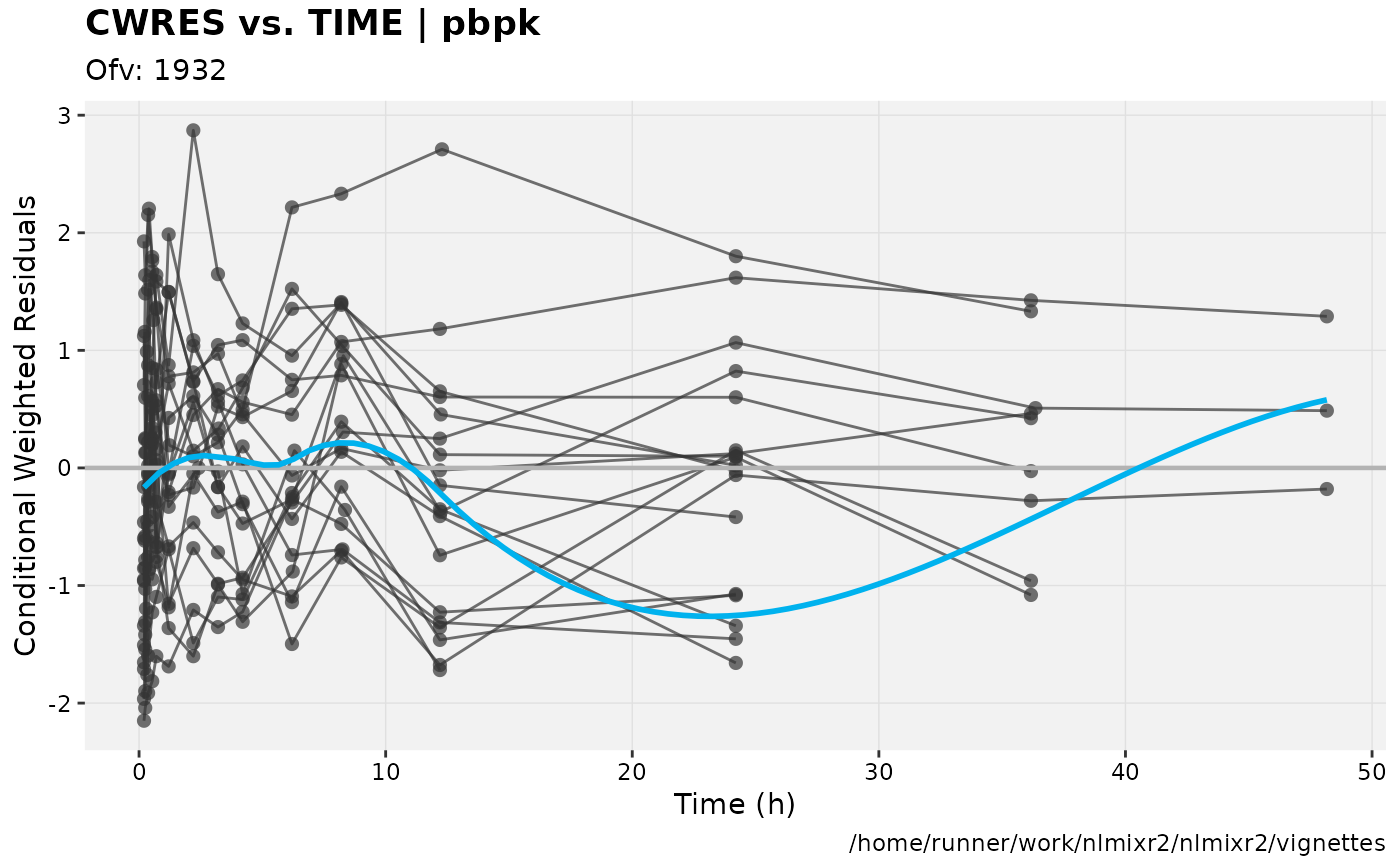 CWRES vs. TIME | pbpk
Ofv: 1932
Conditional Weighted Residuals
3
2
1
0
-1
-2
0 10 20 30 40 50
Time (h)
/home/runner/work/nlmixr2/nlmixr2/vignettes